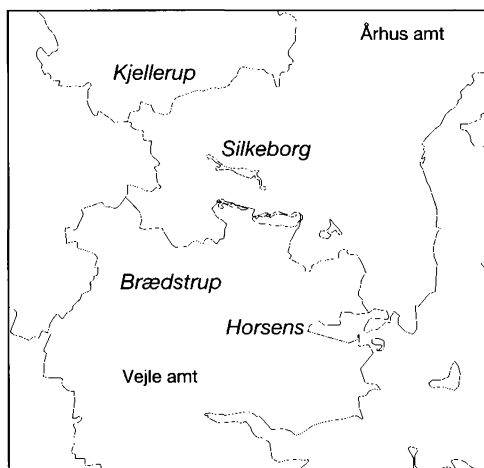 Århus amt
Kjellerup
Silkeborg
Brædstrup
Horsens
Vejle amt